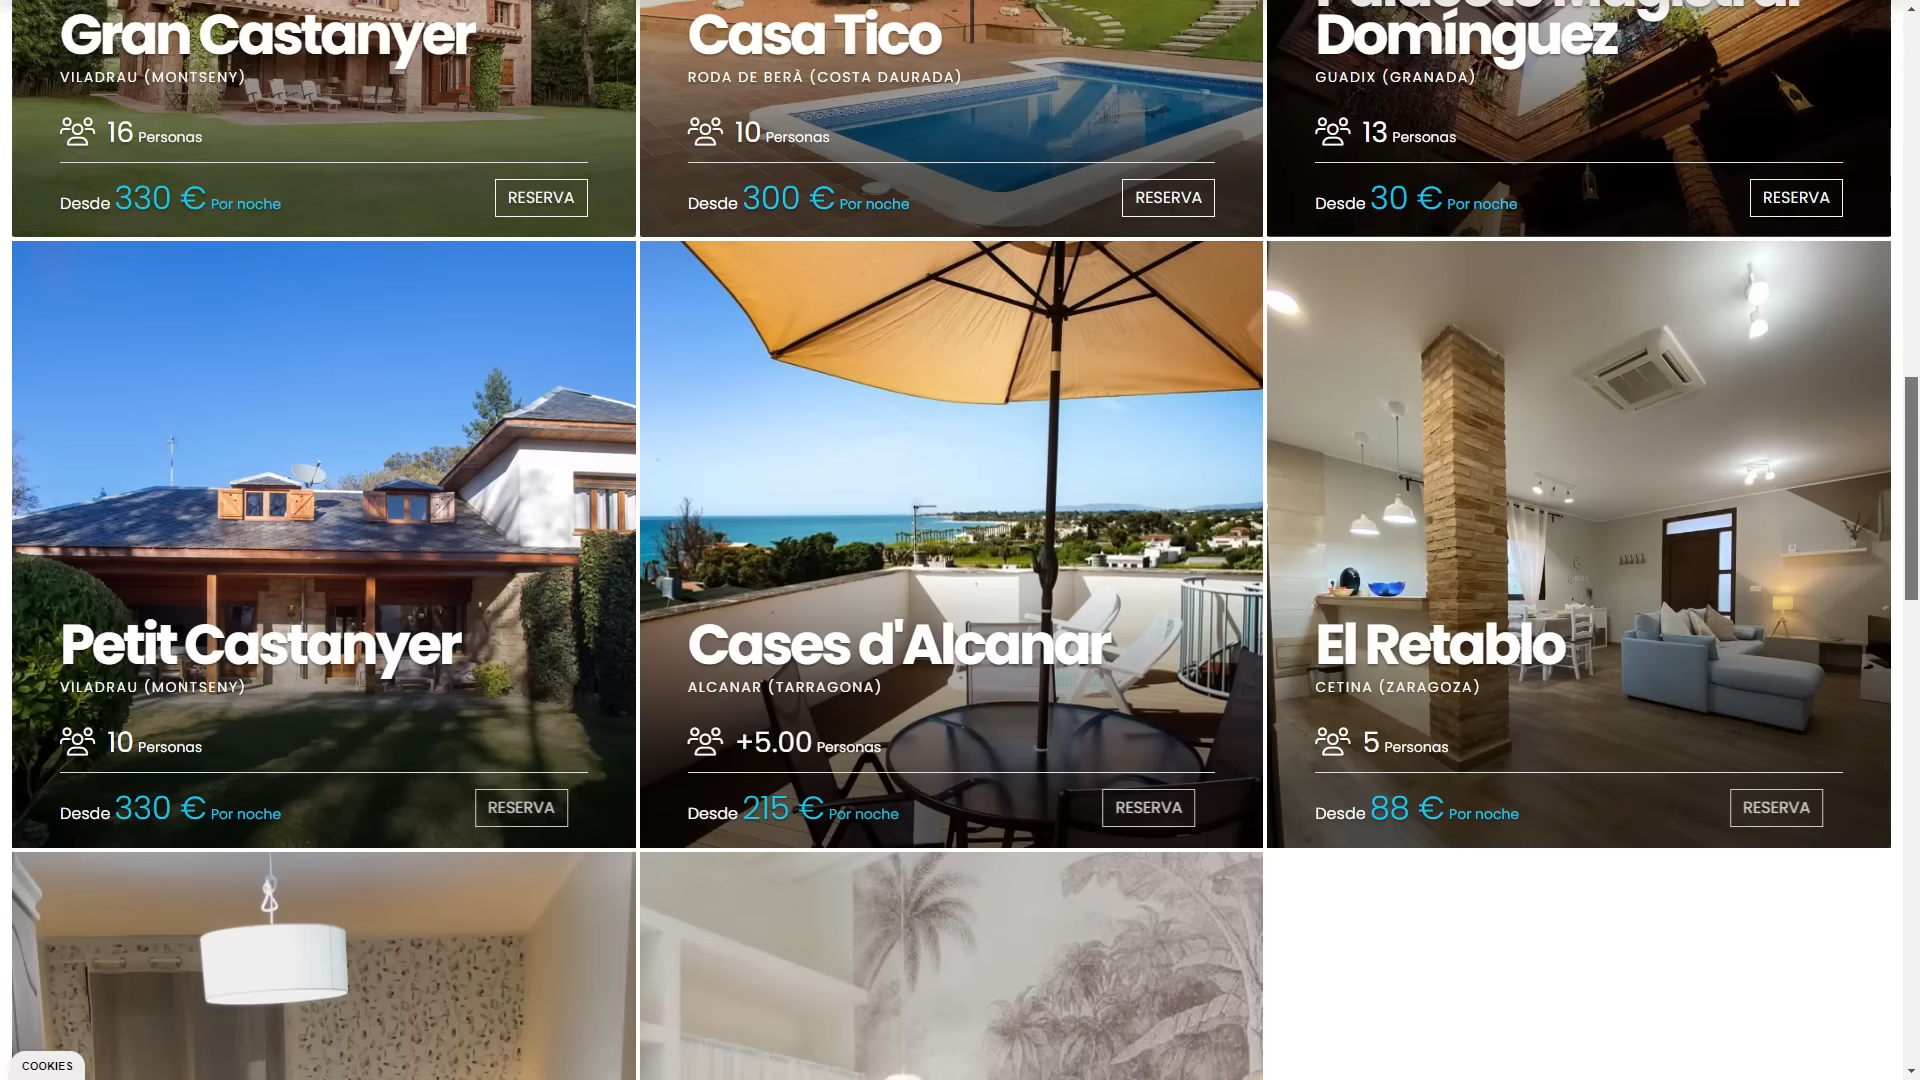 Gran Castanyer
VILADRAU (MONTSENY)
16 Personas
Desde 330 € Por noche
RESERVA
Casa Tico
RODA DE BERÀ (COSTA DAURADA)
10 Personas
Desde 300 € Por noche
RESERVA
Palacete Magistral
Domínguez
GUADIX (GRANADA)
13 Personas
Desde 30 € Por noche
RESERVA
Petit Castanyer
VILADRAU (MONTSENY)
10 Personas
Desde 330 € Por noche
RESERVA
Cases d'Alcanar
ALCANAR (TARRAGONA)
+5.00 Personas
Desde 215 € Por noche
RESERVA
El Retablo
CETINA (ZARAGOZA)
5 Personas
Desde 88 € Por noche
RESERVA
COOKIES